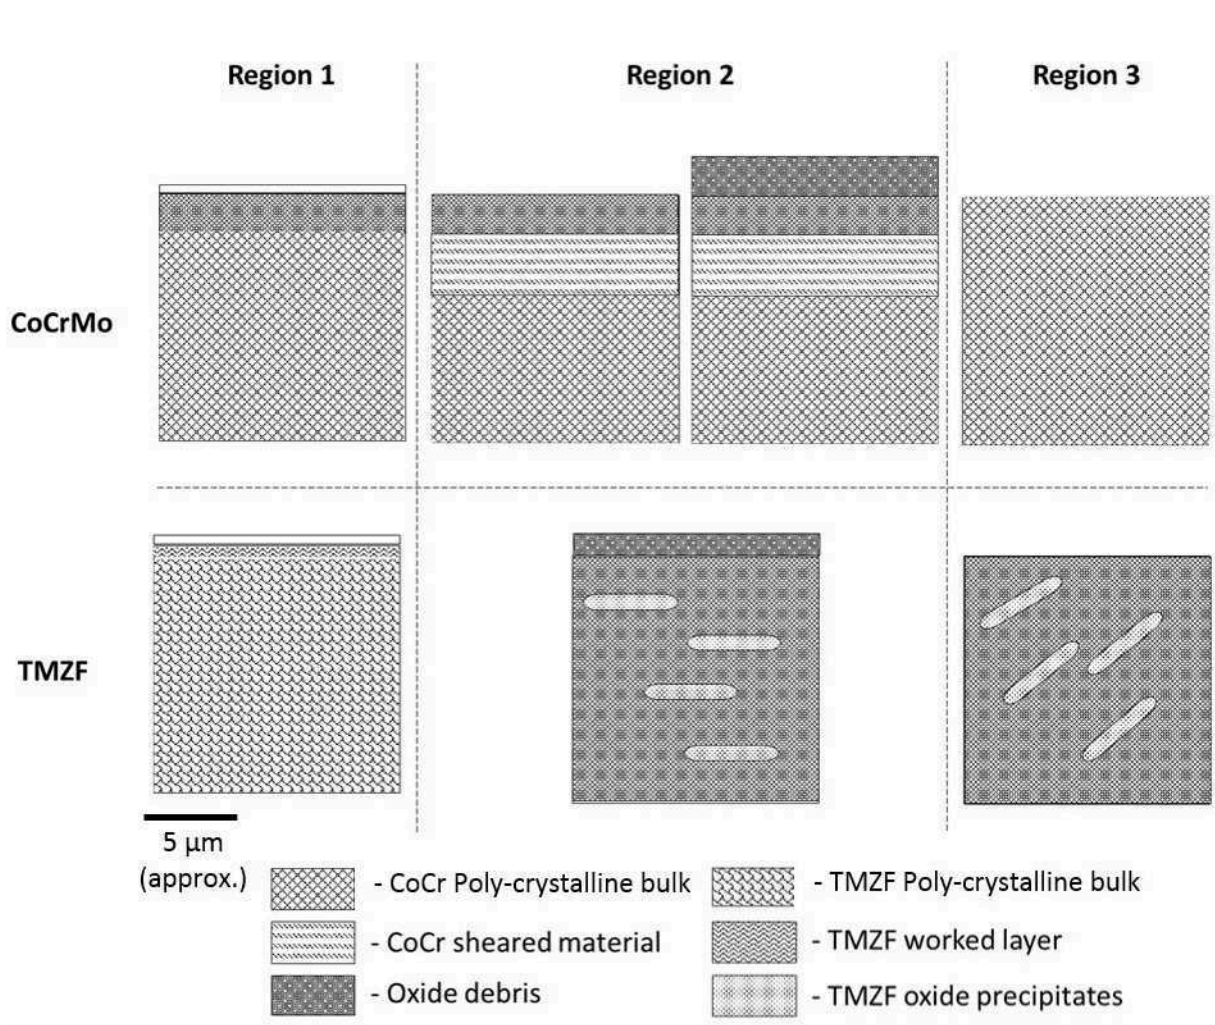 Region 1
Region 2
Region 3
CoCrMo
TMZF
5 μm
(approx.)
- CoCr Poly-crystalline bulk
- TMZF Poly-crystalline bulk
- CoCr sheared material
- TMZF worked layer
- Oxide debris
- TMZF oxide precipitates